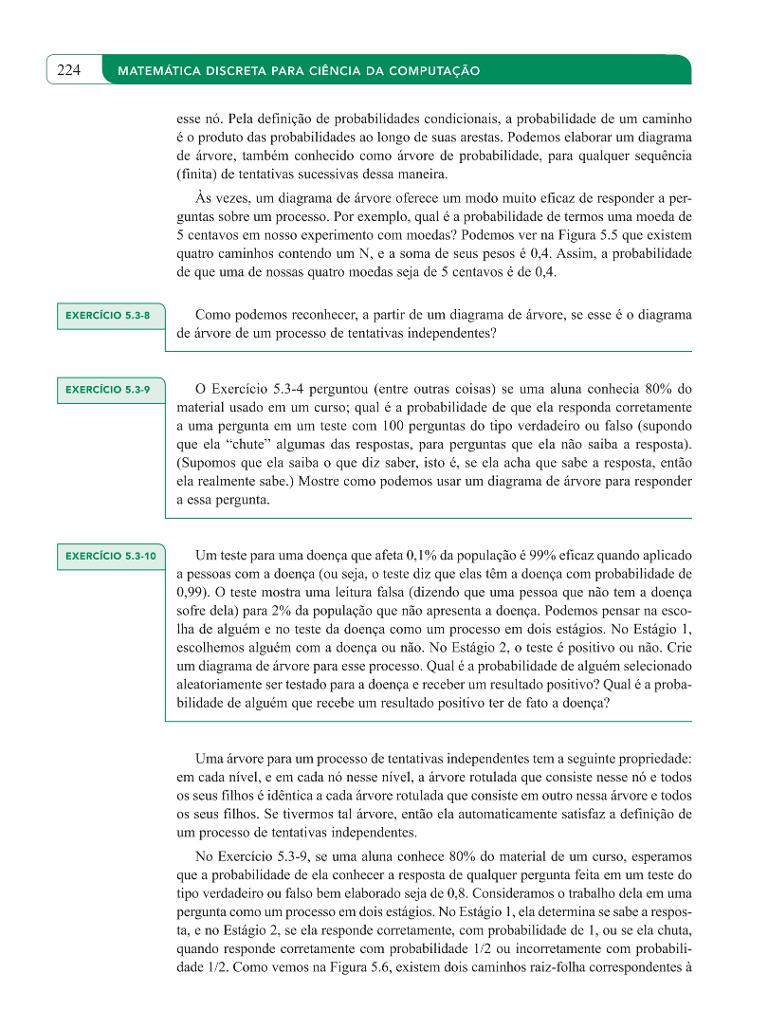 224
MATEMÁTICA DISCRETA PARA CIÊNCIA DA COMPUTAÇÃO
esse nó. Pela definição de probabilidades condicionais, a probabilidade de um caminho
é o produto das probabilidades ao longo de suas arestas. Podemos elaborar um diagrama
de árvore, também conhecido como árvore de probabilidade, para qualquer sequência
(finita) de tentativas sucessivas dessa maneira.
Às vezes, um diagrama de árvore oferece um modo muito eficaz de responder a per-
guntas sobre um processo. Por exemplo, qual é a probabilidade de termos uma moeda de
5 centavos em nosso experimento com moedas? Podemos ver na Figura 5.5 que existem
quatro caminhos contendo um N, e a soma de seus pesos é 0,4. Assim, a probabilidade
de que uma de nossas quatro moedas seja de 5 centavos é de 0,4.
EXERCÍCIO 5.3-8
Como podemos reconhecer, a partir de um diagrama de árvore, se esse é o diagrama
de árvore de um processo de tentativas independentes?
EXERCÍCIO 5.3-9
O Exercício 5.3-4 perguntou (entre outras coisas) se uma aluna conhecia 80% do
material usado em um curso; qual é a probabilidade de que ela responda corretamente
a uma pergunta em um teste com 100 perguntas do tipo verdadeiro ou falso (supondo
que ela “chute” algumas das respostas, para perguntas que ela não saiba a resposta).
(Supomos que ela saiba o que diz saber, isto é, se ela acha que sabe a resposta, então
ela realmente sabe.) Mostre como podemos usar um diagrama de árvore para responder
a essa pergunta.
EXERCÍCIO 5.3-10
Um teste para uma doença que afeta 0,1% da população é 99% eficaz quando aplicado
a pessoas com a doença (ou seja, o teste diz que elas têm a doença com probabilidade de
0,99). O teste mostra uma leitura falsa (dizendo que uma pessoa que não tem a doença
sofre dela) para 2% da população que não apresenta a doença. Podemos pensar na esco-
lha de alguém e no teste da doença como um processo em dois estágios. No Estágio 1,
escolhemos alguém com a doença ou não. No Estágio 2, o teste é positivo ou não. Crie
um diagrama de árvore para esse processo. Qual é a probabilidade de alguém selecionado
aleatoriamente ser testado para a doença e receber um resultado positivo? Qual é a proba-
bilidade de alguém que recebe um resultado positivo ter de fato a doença?
Uma árvore para um processo de tentativas independentes tem a seguinte propriedade:
em cada nível, e em cada nó nesse nível, a árvore rotulada que consiste nesse nó e todos
os seus filhos é idêntica a cada árvore rotulada que consiste em outro nessa árvore e todos
os seus filhos. Se tivermos tal árvore, então ela automaticamente satisfaz a definição de
um processo de tentativas independentes.
No Exercício 5.3-9, se uma aluna conhece 80% do material de um curso, esperamos
que a probabilidade de ela conhecer a resposta de qualquer pergunta feita em um teste do
tipo verdadeiro ou falso bem elaborado seja de 0,8. Consideramos o trabalho dela em uma
pergunta como um processo em dois estágios. No Estágio 1, ela determina se sabe a respos-
ta, e no Estágio 2, se ela responde corretamente, com probabilidade de 1, ou se ela chuta,
quando responde corretamente com probabilidade 1/2 ou incorretamente com probabili-
dade 1/2. Como vemos na Figura 5.6, existem dois caminhos raiz-folha correspondentes à